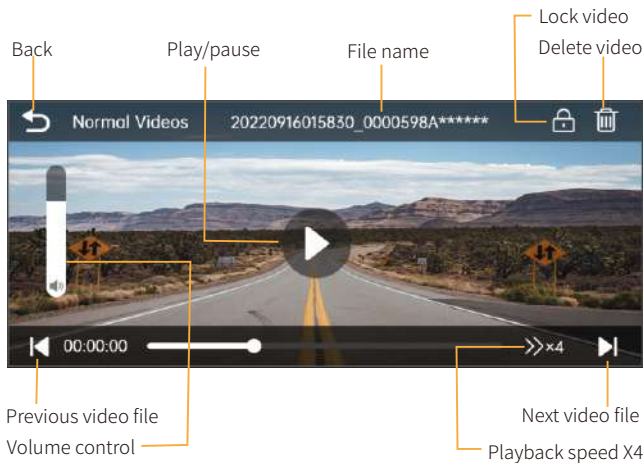 Lock video
Back
Play/pause
File name
Delete video
Normal Videos
20220916015830_0000598A******
00:00:00
×4
Previous video file
Next video file
Volume control
Playback speed X4